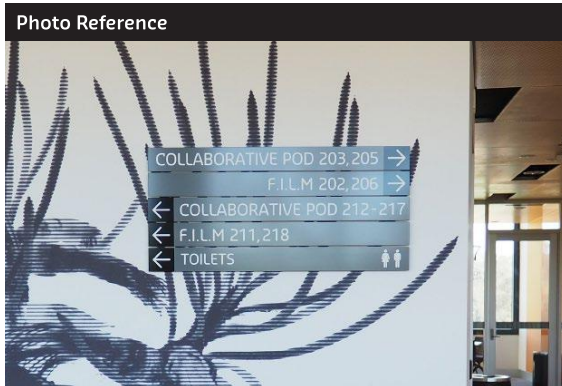 Photo Reference
COLLABORATIVE POD 203,205
F.I.L.M 202,206
COLLABORATIVE POD 212-217
F.I.L.M 211,218
TOILETS